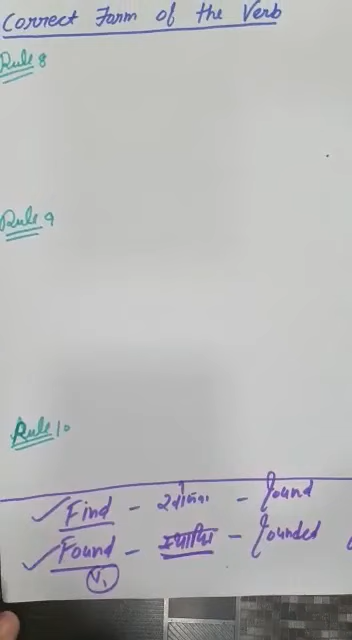 Correct Form of the Verb
Rule 8
Rule 9
Rule 10
✓ Find - - found
✓ Found - - founded
V₁